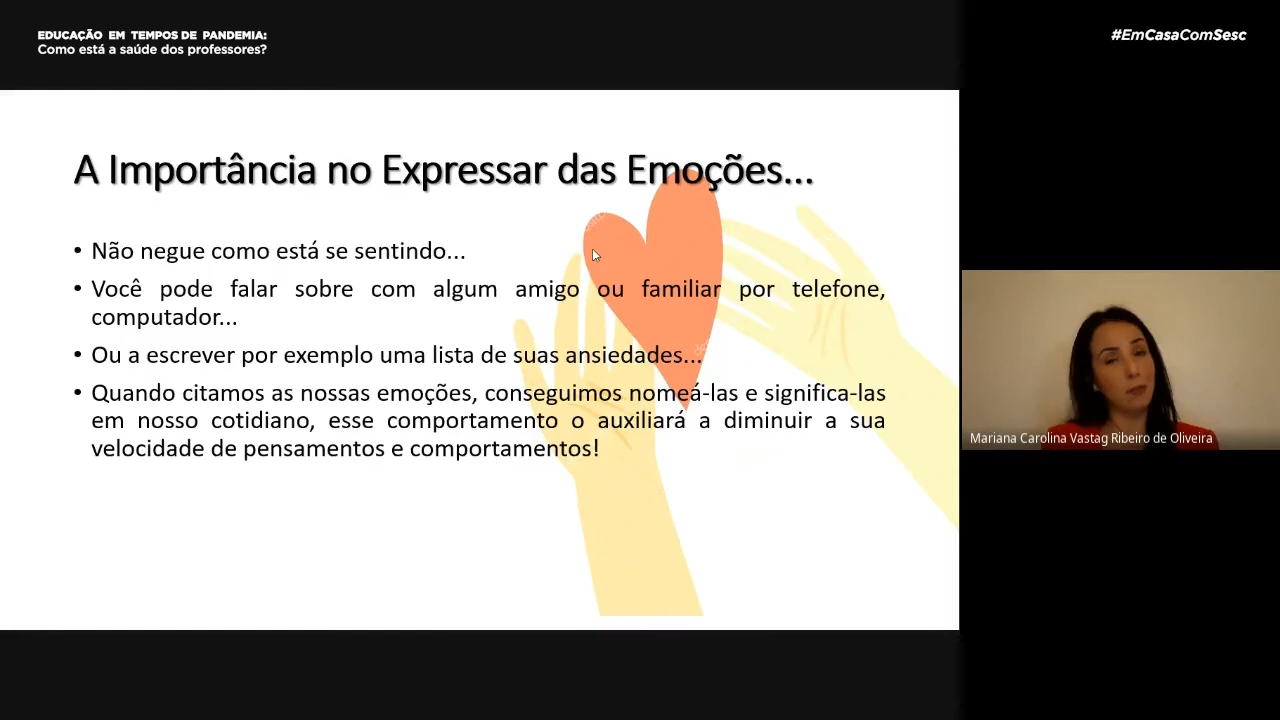 EDUCAÇÃO EM TEMPOS DE PANDEMIA:
Como está a saúde dos professores?
#EmCasaComSesc
A Importância no Expressar das Emoções...
• Não negue como está se sentindo...
• Você pode falar sobre com algum amigo ou familiar por telefone,
computador...
• Ou a escrever por exemplo uma lista de suas ansiedades...
• Quando citamos as nossas emoções, conseguimos nomeá-las e significa-las
em nosso cotidiano, esse comportamento o auxiliará a diminuir a sua
velocidade de pensamentos e comportamentos!
Mariana Carolina Vastag Ribeiro de Oliveira